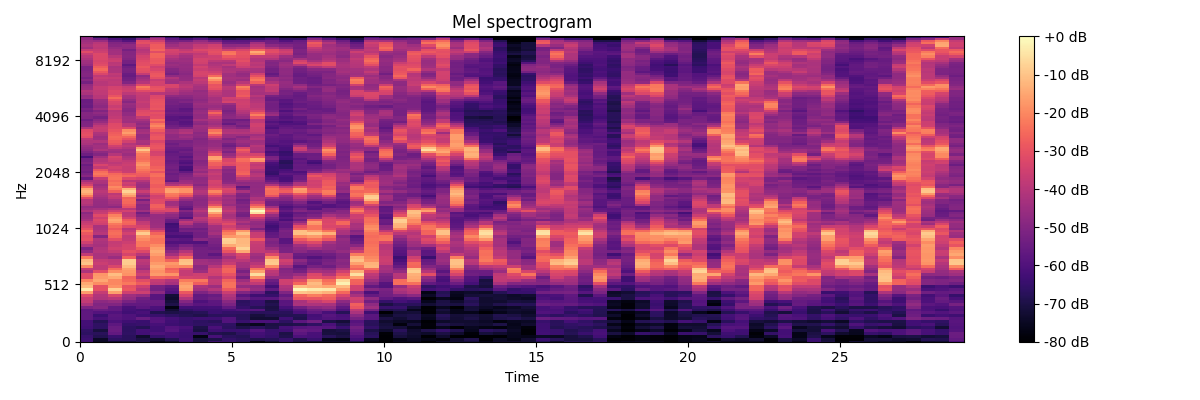 Mel spectrogram
Hz
8192
4096
2048
1024
512
0
0 5 10 15 20 25
Time
+0 dB
-10 dB
-20 dB
-30 dB
-40 dB
-50 dB
-60 dB
-70 dB
-80 dB